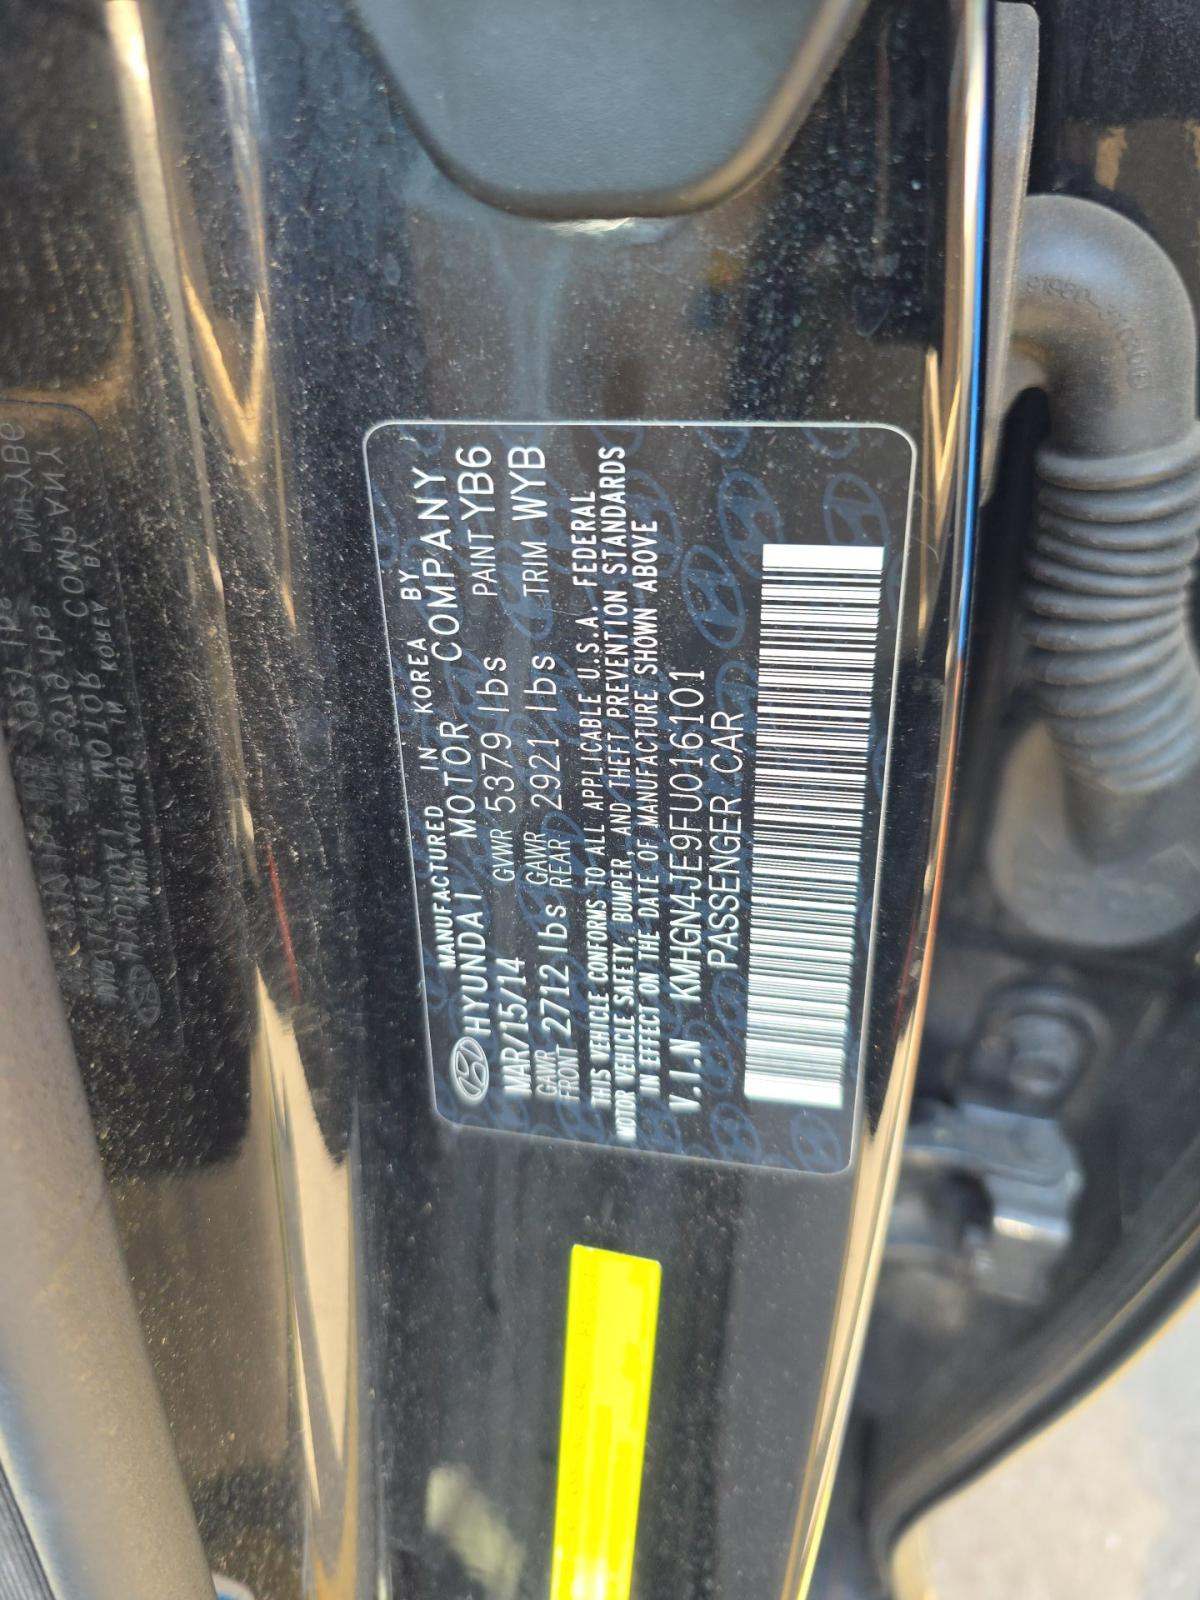 MANUFACTURED IN KOREA BY
HYUNDAI MOTOR COMPANY
MAR/15/14 GVWR 5379 lbs PAINT YB6
GAWR FRONT 2712 lbs GAWR REAR 2921 lbs TRIM WYB
THIS VEHICLE CONFORMS TO ALL APPLICABLE U.S.A. FEDERAL
MOTOR VEHICLE SAFETY, BUMPER, AND THEFT PREVENTION STANDARDS
IN EFFECT ON THE DATE OF MANUFACTURE SHOWN ABOVE
V.I.N KMHGN4JE9FU016101
PASSENGER CAR